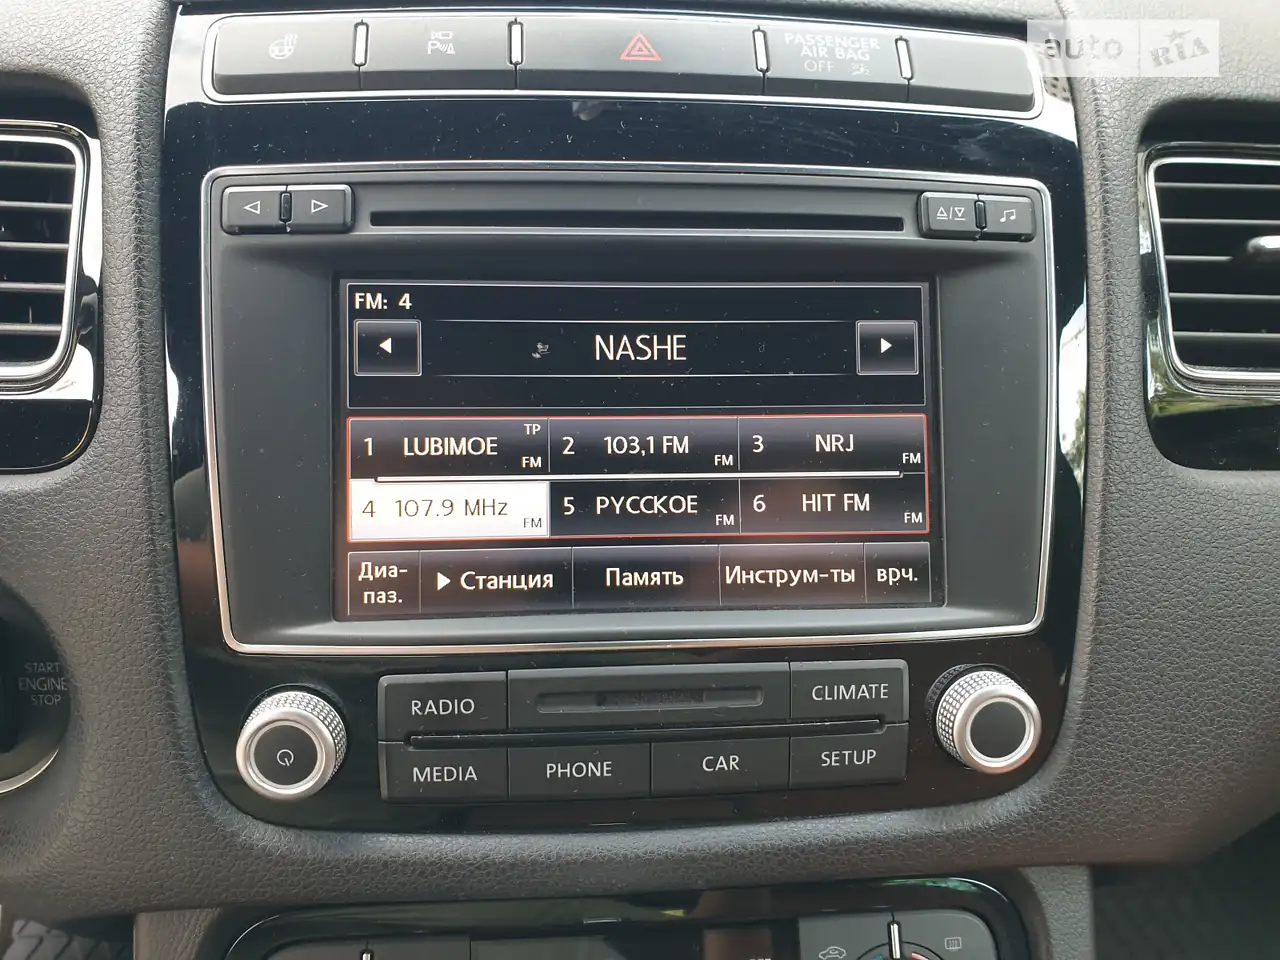 auto RIA
PASSENGER
AIR BAG
OFF
FM: 4
NASHE
1 LUBIMOE TP FM
2 103,1 FM FM
3 NRJ FM
4 107.9 MHz FM
5 РУССКОЕ FM
6 HIT FM FM
Диа-
паз.
Станция
Память
Инструм-ты
врч.
START
ENGINE
STOP
RADIO
CLIMATE
MEDIA
PHONE
CAR
SETUP